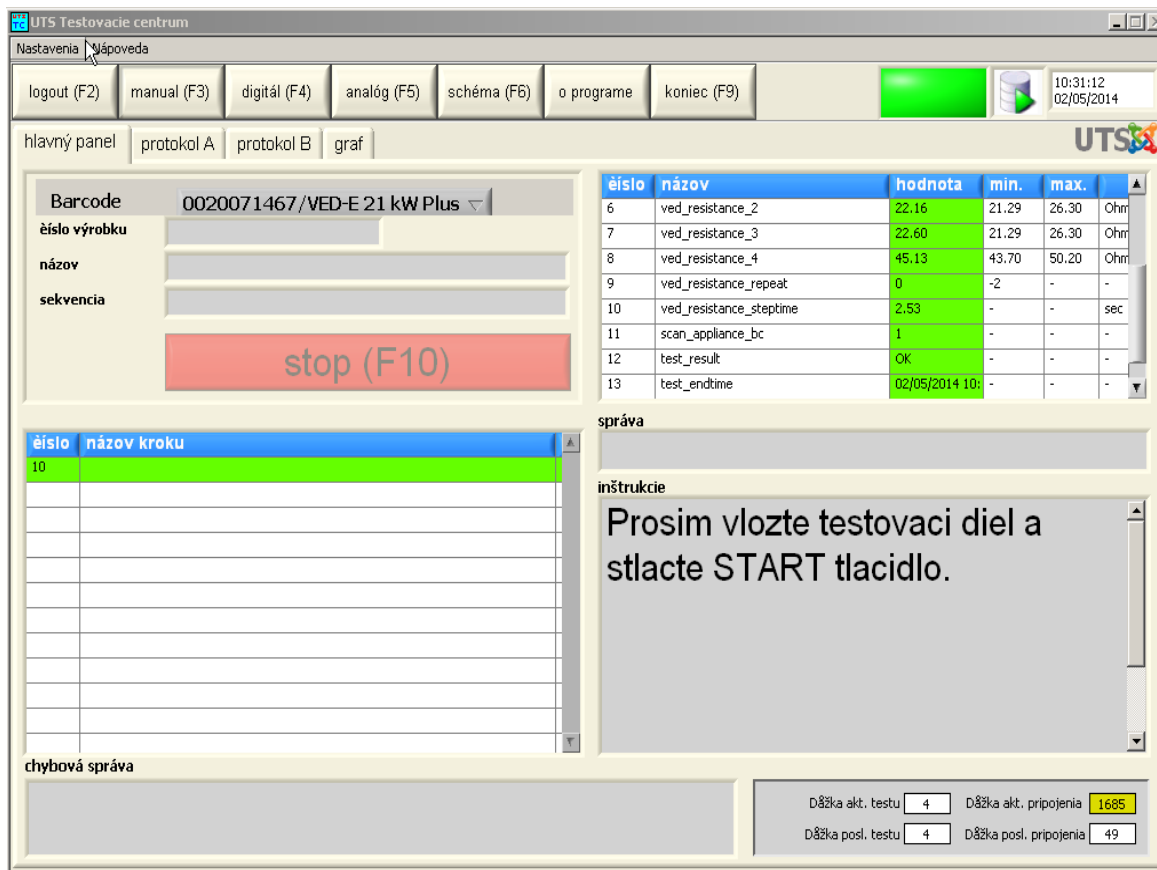 UTS TC UTS Testovacie centrum
Nastavenia Nápoveda
logout (F2) manual (F3) digitál (F4) analóg (F5) schéma (F6) o programe koniec (F9)
10:31:12
02/05/2014
hlavný panel protokol A protokol B graf
UTS
Barcode 0020071467/VED-E 21 kW Plus
èíslo výrobku
názov
sekvencia
stop (F10)
èíslo názov hodnota min. max.
6 ved_resistance_2 22.16 21.29 26.30 Ohm
7 ved_resistance_3 22.60 21.29 26.30 Ohm
8 ved_resistance_4 45.13 43.70 50.20 Ohm
9 ved_resistance_repeat 0 -2 - -
10 ved_resistance_steptime 2.53 - - sec
11 scan_appliance_bc 1 - - -
12 test_result OK - - -
13 test_endtime 02/05/2014 10: - - -
èíslo názov kroku
10
správa
inštrukcie
Prosim vlozte testovaci diel a
stlacte START tlacidlo.
chybová správa
Dåžka akt. testu 4 Dåžka akt. pripojenia 1685
Dåžka posl. testu 4 Dåžka posl. pripojenia 49